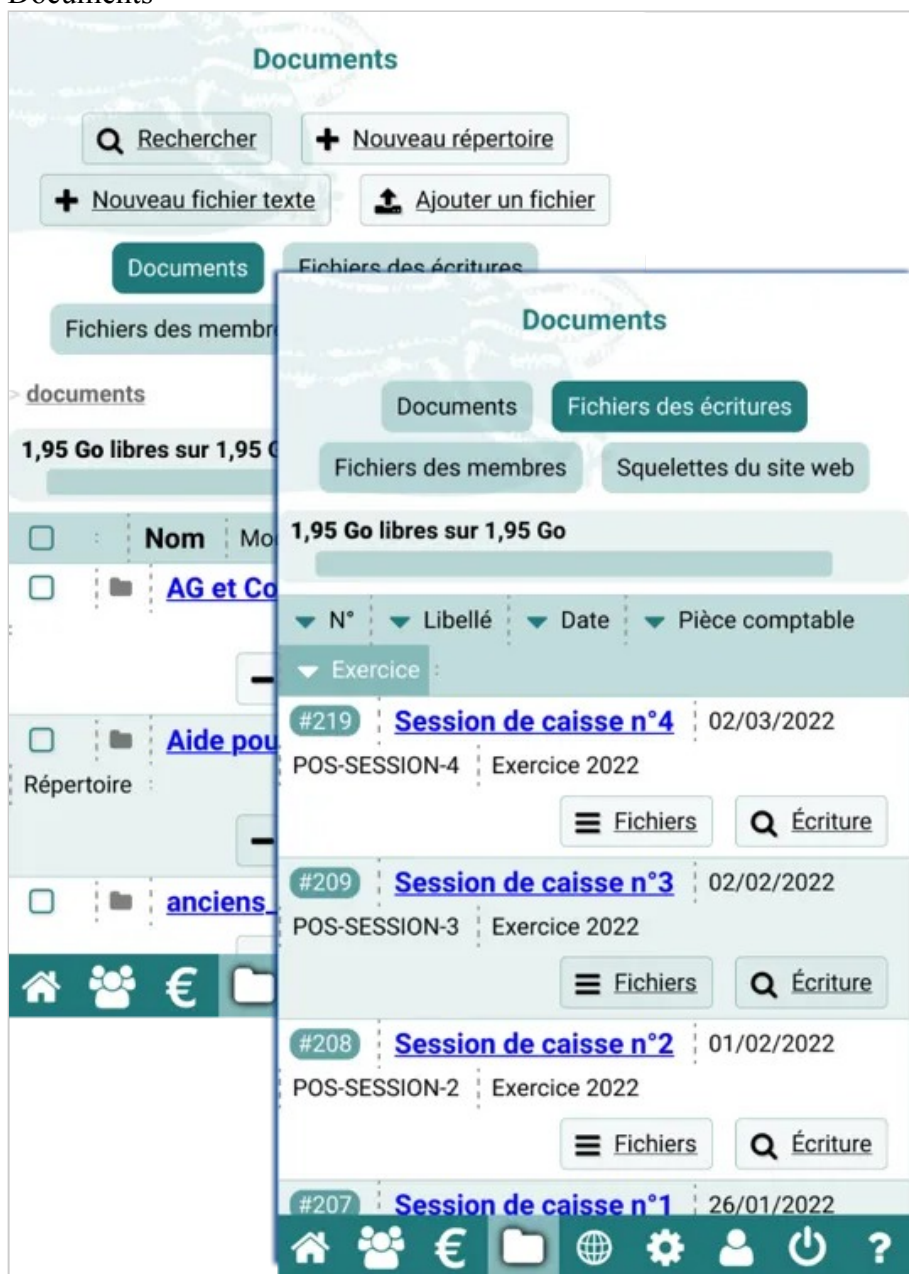 Documents
Documents
Rechercher
Nouveau répertoire
Nouveau fichier texte
Ajouter un fichier
Documents
Fichiers des écritures
Fichiers des membr
> documents
1,95 Go libres sur 1,95 G
Nom
AG et Co
Aide pou
Répertoire
anciens_
€
Documents
Documents
Fichiers des écritures
Fichiers des membres
Squelettes du site web
1,95 Go libres sur 1,95 Go
N° Libellé Date Pièce comptable
Exercice
#219 Session de caisse n°4 02/03/2022
POS-SESSION-4 Exercice 2022
Fichiers Écriture
#209 Session de caisse n°3 02/02/2022
POS-SESSION-3 Exercice 2022
Fichiers Écriture
#208 Session de caisse n°2 01/02/2022
POS-SESSION-2 Exercice 2022
Fichiers Écriture
#207 Session de caisse n°1 26/01/2022
€ ?